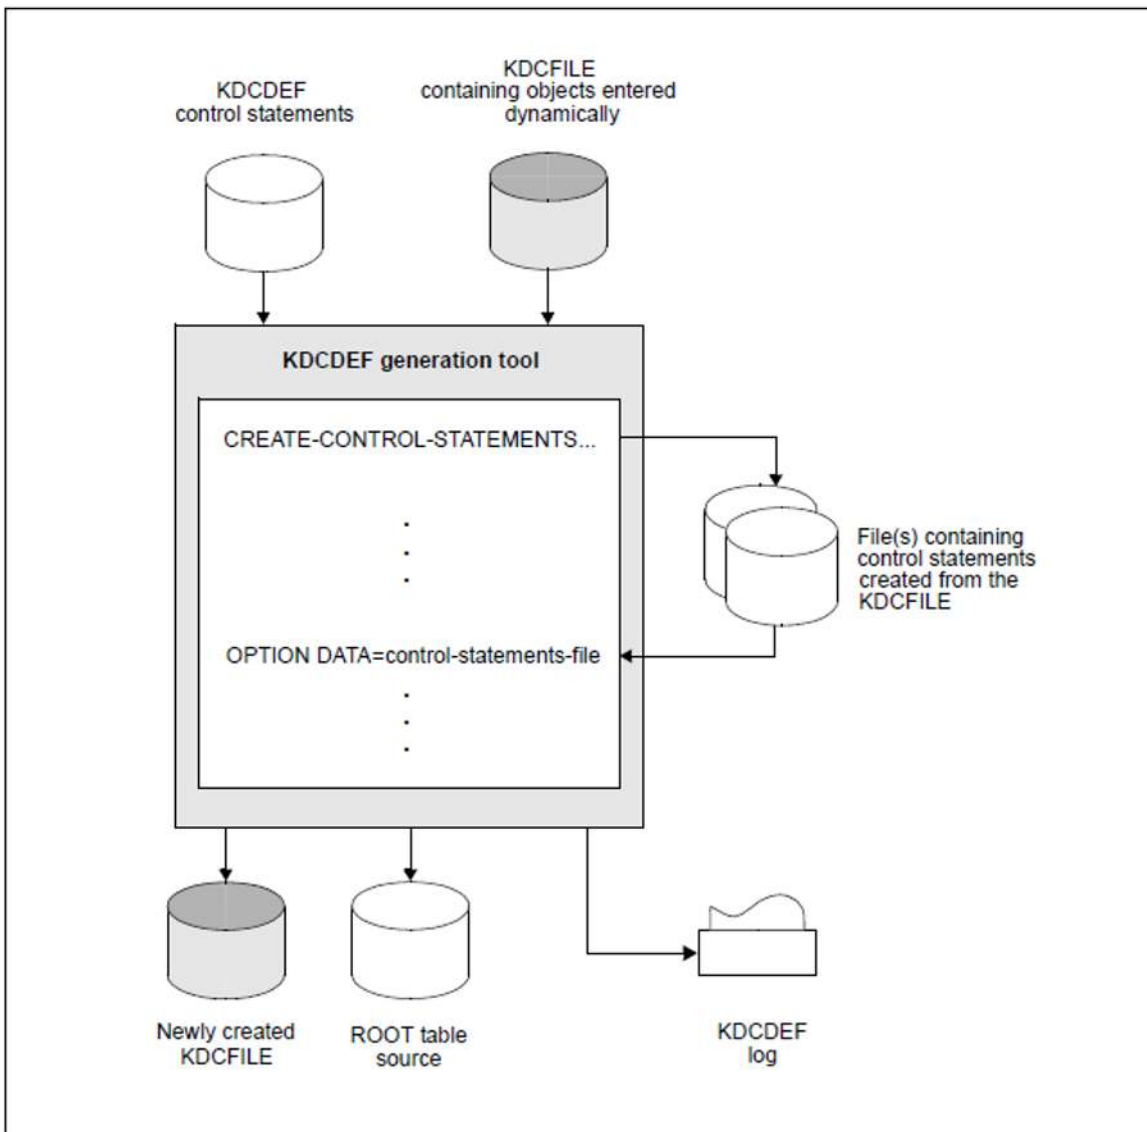 KDCDEF
control statements
KDCFILE
containing objects entered
dynamically
KDCDEF generation tool
CREATE-CONTROL-STATEMENTS...
.
.
.
File(s) containing
control statements
created from the
KDCFILE
OPTION DATA=control-statements-file
.
.
.
Newly created
KDCFILE
ROOT table
source
KDCDEF
log